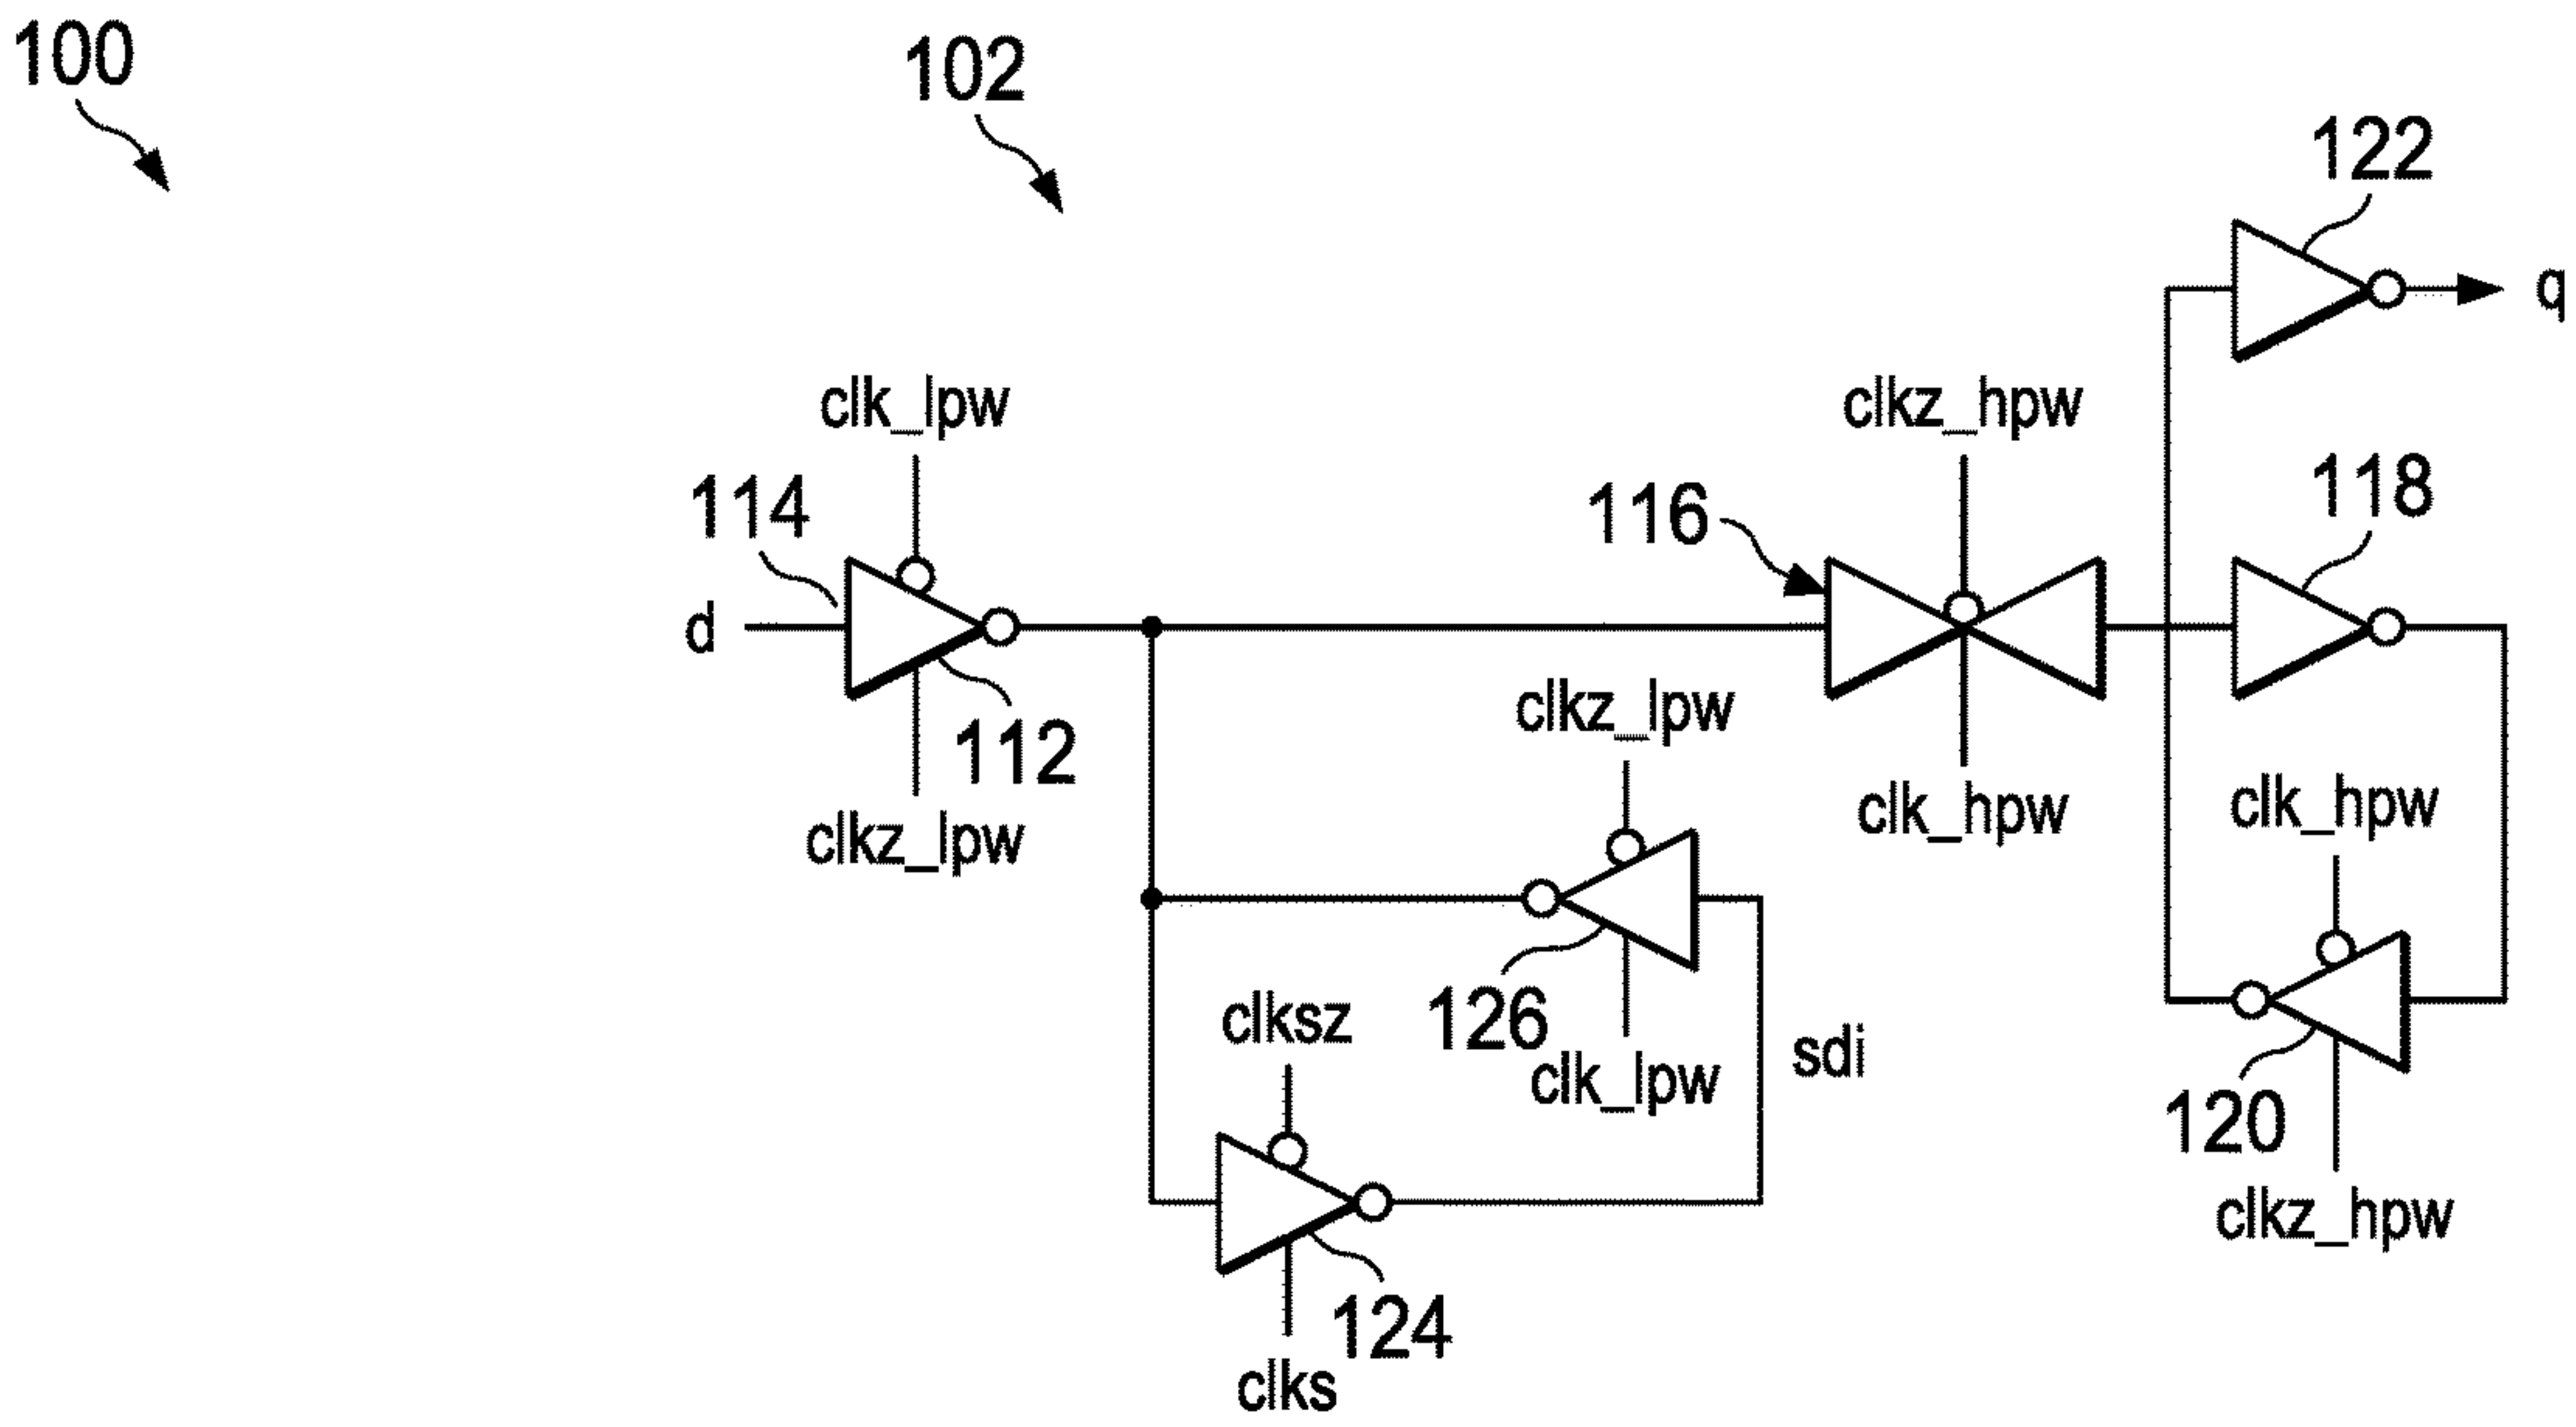 100
102
122
q
clk_lpw
clkz_hpw
114
116
118
d
112
clkz_lpw
clkz_lpw
clk_hpw
clk_hpw
clksz
126
clk_lpw
sdi
120
clkz_hpw
124
clks